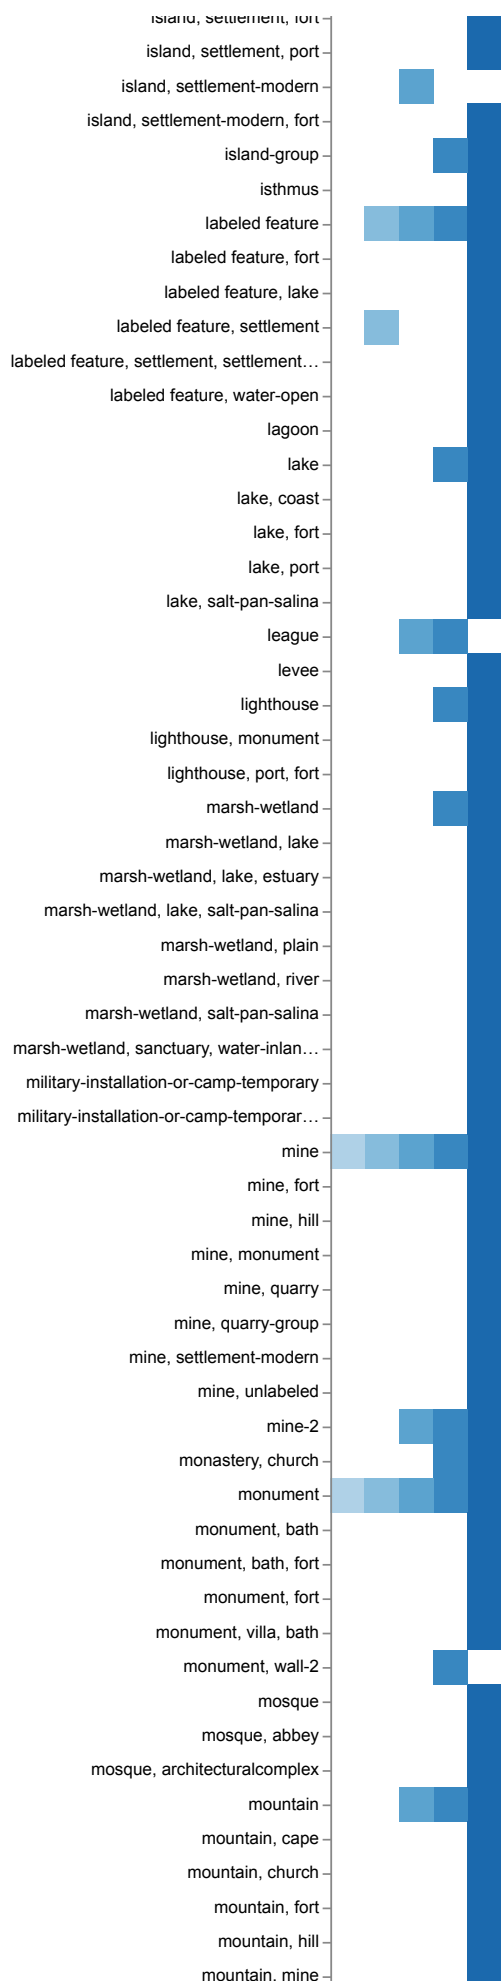 island, settlement, fort
island, settlement, port
island, settlement-modern
island, settlement-modern, fort
island-group
isthmus
labeled feature
labeled feature, fort
labeled feature, lake
labeled feature, settlement
labeled feature, settlement, settlement…
labeled feature, water-open
lagoon
lake
lake, coast
lake, fort
lake, port
lake, salt-pan-salina
league
levee
lighthouse
lighthouse, monument
lighthouse, port, fort
marsh-wetland
marsh-wetland, lake
marsh-wetland, lake, estuary
marsh-wetland, lake, salt-pan-salina
marsh-wetland, plain
marsh-wetland, river
marsh-wetland, salt-pan-salina
marsh-wetland, sanctuary, water-inlan…
military-installation-or-camp-temporary
military-installation-or-camp-temporar…
mine
mine, fort
mine, hill
mine, monument
mine, quarry
mine, quarry-group
mine, settlement-modern
mine, unlabeled
mine-2
monastery, church
monument
monument, bath
monument, bath, fort
monument, fort
monument, villa, bath
monument, wall-2
mosque
mosque, abbey
mosque, architecturalcomplex
mountain
mountain, cape
mountain, church
mountain, fort
mountain, hill
mountain, mine